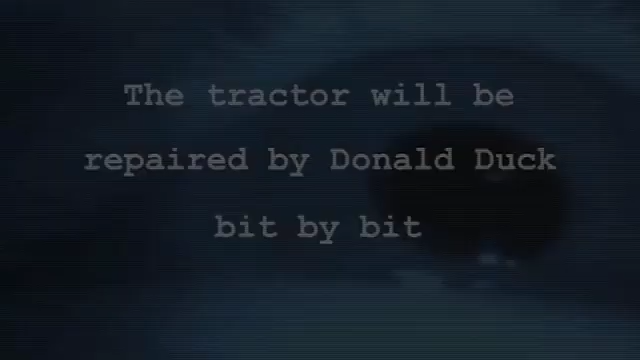 The tractor will be
repaired by Donald Duck
bit by bit